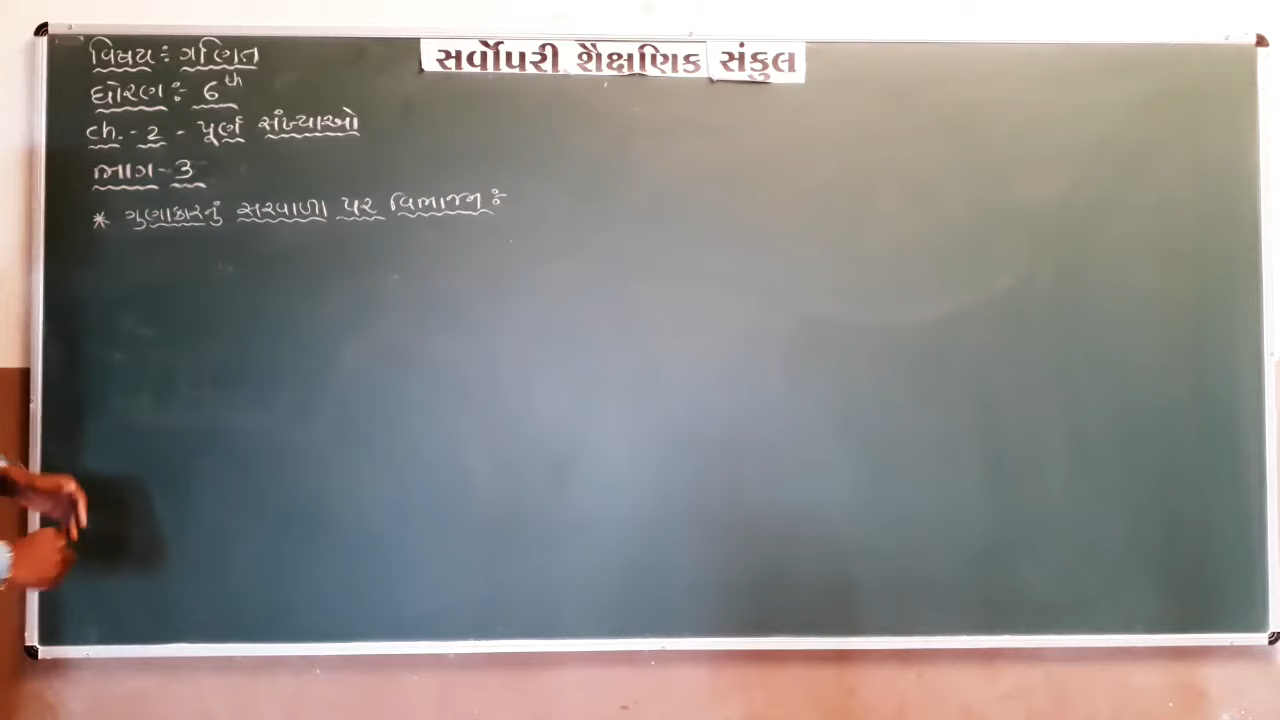 સર્વોપરી શૈક્ષણિક સંકુલ
વિષય : ગણિત
ધોરણ : 6th
ch. - 2 - પૂર્ણ સંખ્યાઓ
ભાગ - 3
* ગુણાકારનું સરવાળા પર વિભાજન :